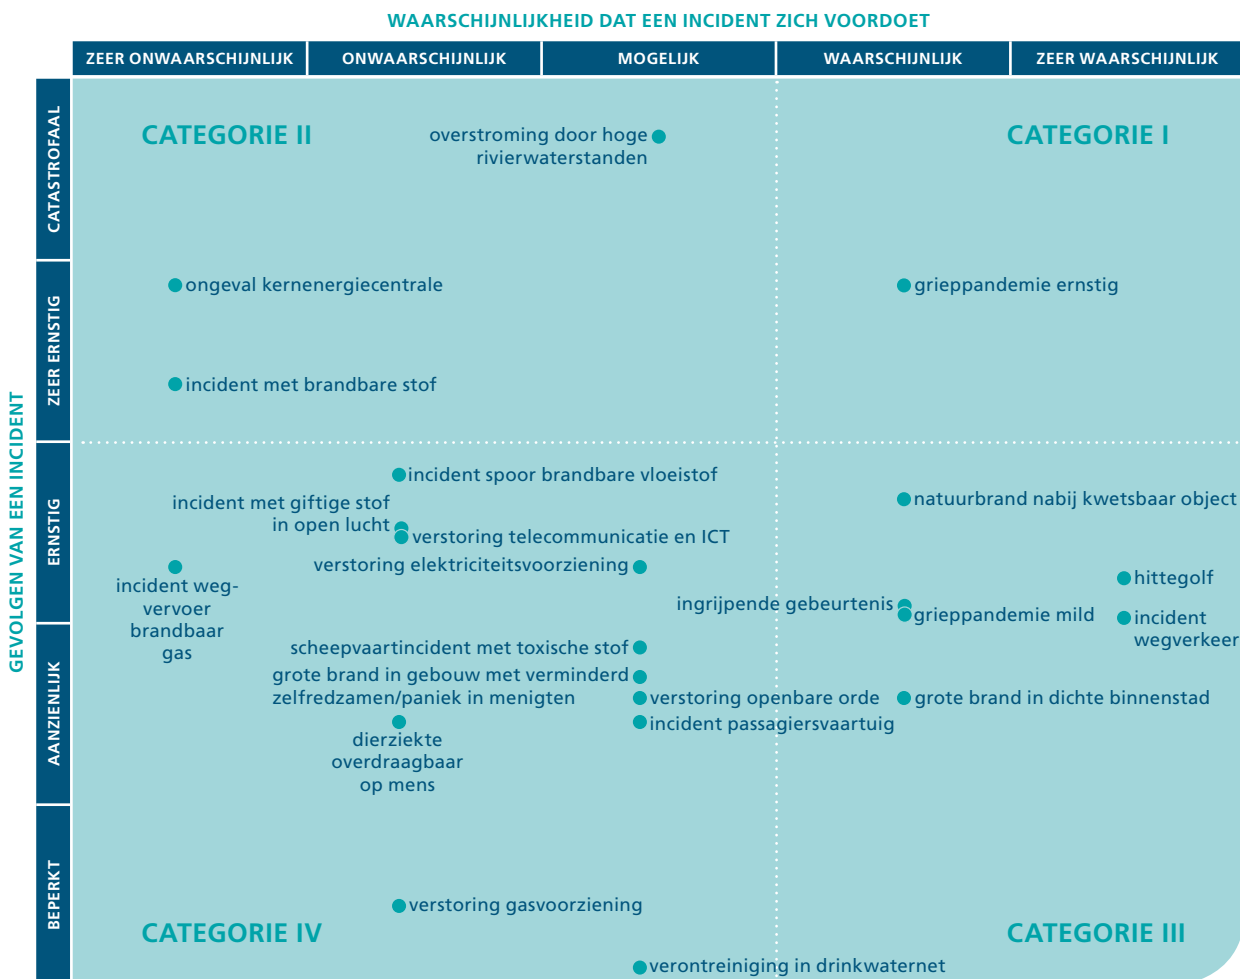 WAARSCHIJNLIJKHEID DAT EEN INCIDENT ZICH VOORDOET
ZEER ONWAARSCHIJNLIJK
ONWAARSCHIJNLIJK
MOGELIJK
WAARSCHIJNLIJK
ZEER WAARSCHIJNLIJK
GEVOLGEN VAN EEN INCIDENT
CATASTROFAAL
ZEER ERNSTIG
ERNSTIG
AANZIENLIJK
BEPERKT
CATEGORIE II
overstroming door hoge
rivierwaterstanden
CATEGORIE I
ongeval kernenergiecentrale
grieppandemie ernstig
incident met brandbare stof
incident spoor brandbare vloeistof
incident met giftige stof
in open lucht
verstoring telecommunicatie en ICT
natuurbrand nabij kwetsbaar object
verstoring elektriciteitsvoorziening
incident weg-
vervoer
brandbaar
gas
hittegolf
ingrijpende gebeurtenis
grieppandemie mild
incident
wegverkeer
scheepvaartincident met toxische stof
grote brand in gebouw met verminderd
zelfredzamen/paniek in menigten
verstoring openbare orde
grote brand in dichte binnenstad
incident passagiersvaartuig
dierziekte
overdraagbaar
op mens
verstoring gasvoorziening
CATEGORIE IV
CATEGORIE III
verontreiniging in drinkwaternet